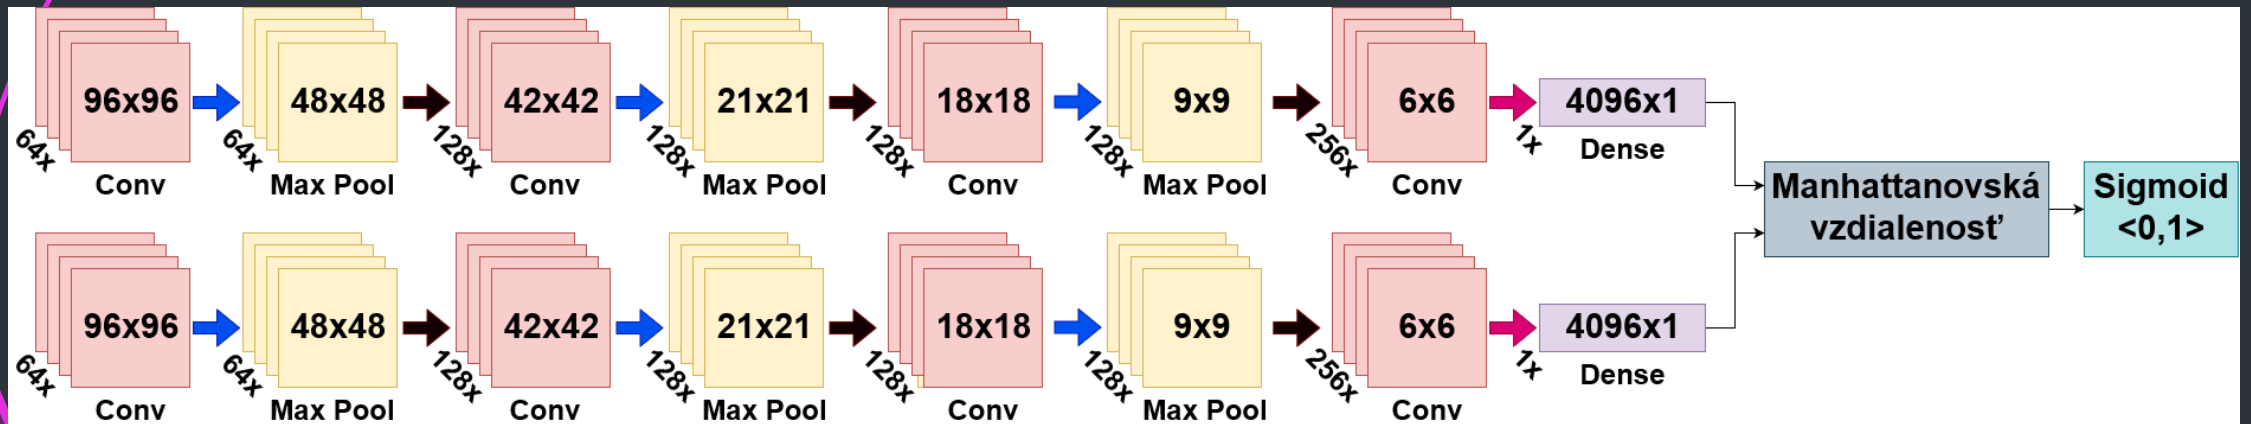 96x96
48x48
42x42
21x21
18x18
9x9
6x6
4096x1
64x
64x
128x
128x
128x
128x
256x
1x
Conv
Max Pool
Conv
Max Pool
Conv
Max Pool
Conv
Dense
Manhattanovská
vzdialenosť
Sigmoid
<0,1>
96x96
48x48
42x42
21x21
18x18
9x9
6x6
4096x1
64x
64x
128x
128x
128x
128x
256x
1x
Conv
Max Pool
Conv
Max Pool
Conv
Max Pool
Conv
Dense